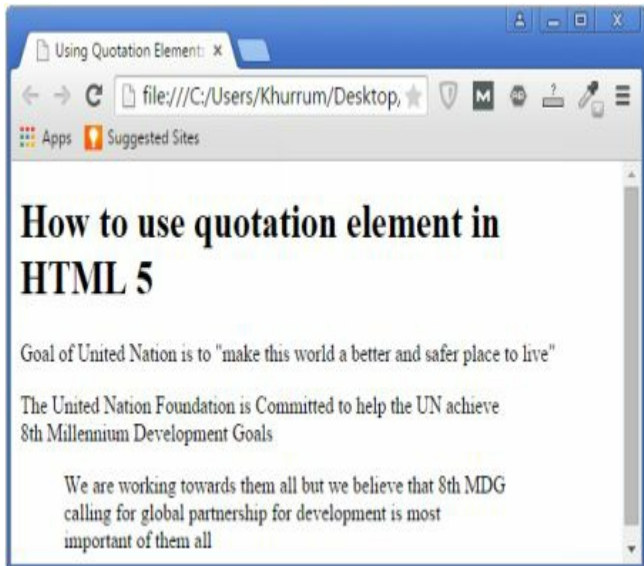 Using Quotation Element
file:///C:/Users/Khurrum/Desktop,
Apps Suggested Sites
How to use quotation element in
HTML 5
Goal of United Nation is to "make this world a better and safer place to live"
The United Nation Foundation is Committed to help the UN achieve
8th Millennium Development Goals
We are working towards them all but we believe that 8th MDG
calling for global partnership for development is most
important of them all